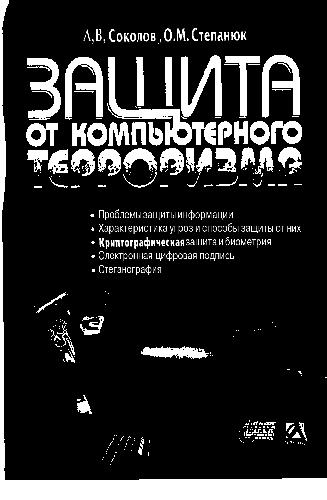 А.В. Соколов, О.М. Степанюк
ЗАЩИТА
ОТ КОМПЬЮТЕРНОГО
ТЕРРОРИЗМА
• Проблемы защиты информации
• Характеристика угроз и способы защиты от них
• Криптографическая защита и биометрия
• Электронная цифровая подпись
• Стеганография